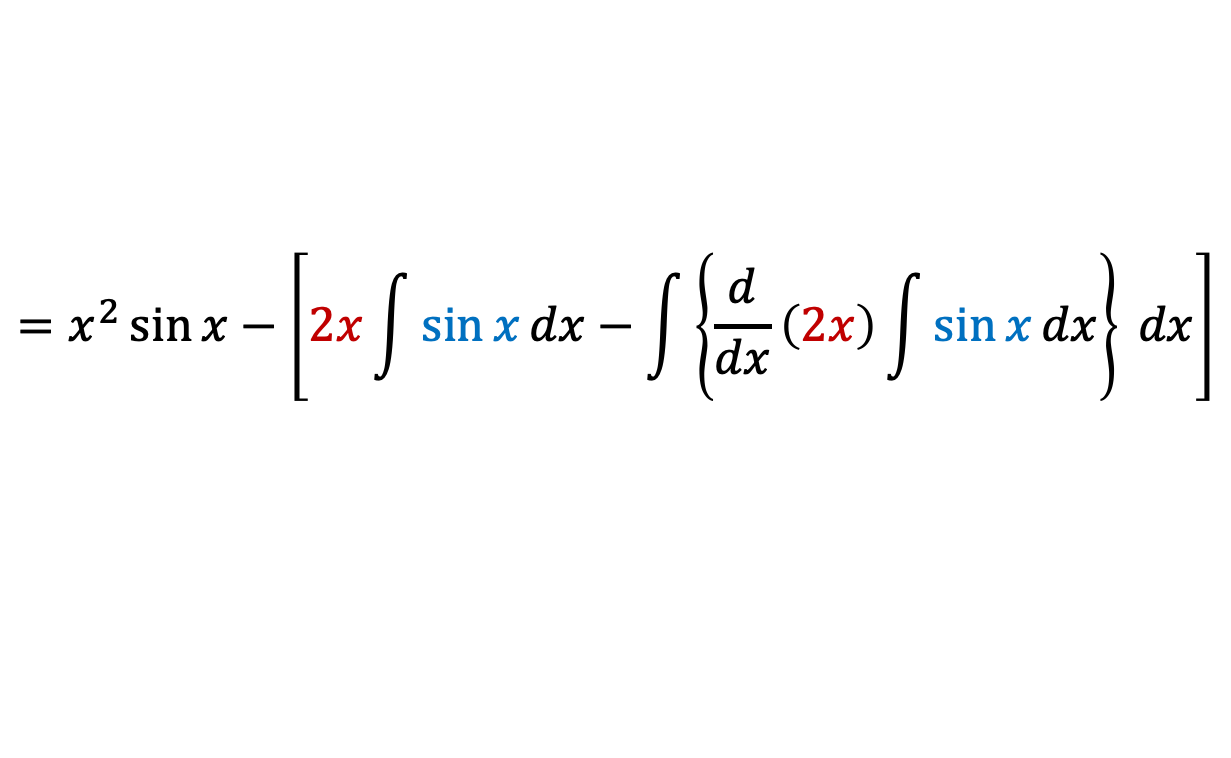 = x² sin x − [2x ∫ sin x dx − ∫ {d/dx (2x) ∫ sin x dx} dx]